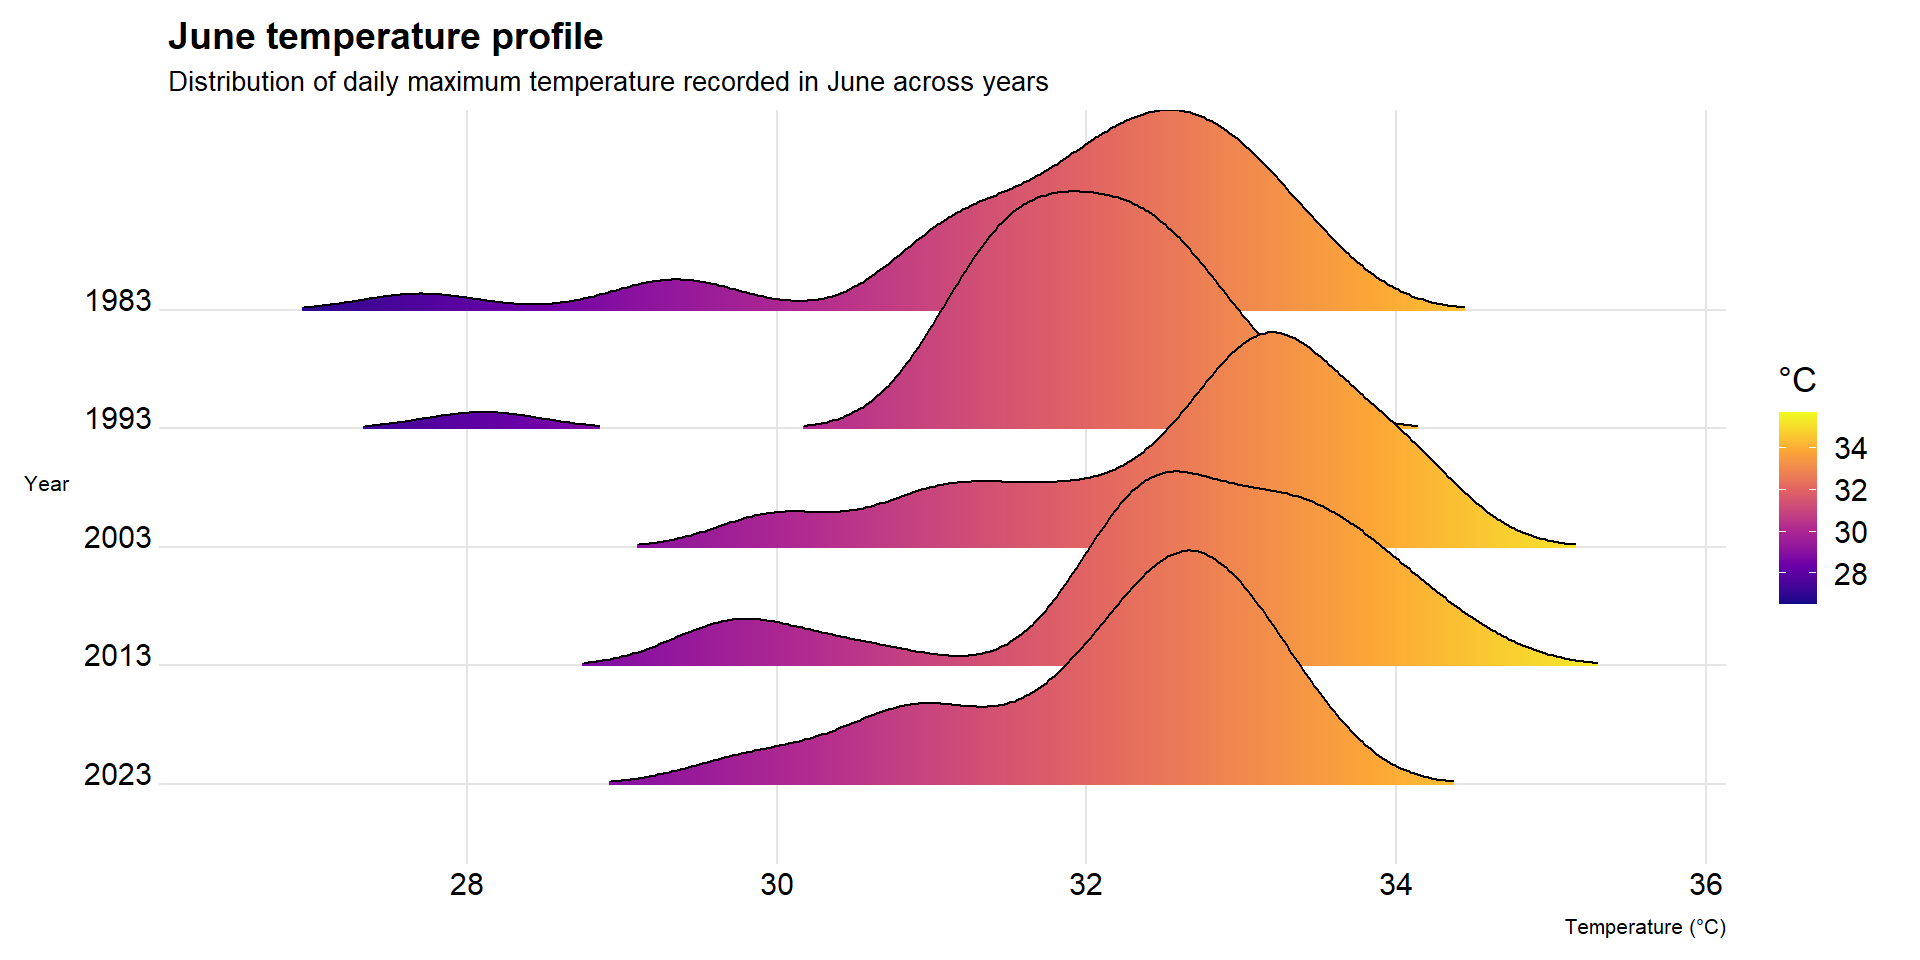 June temperature profile
Distribution of daily maximum temperature recorded in June across years
1983
1993
Year
2003
2013
2023
28 30 32 34 36
Temperature (°C)
°C
34
32
30
28